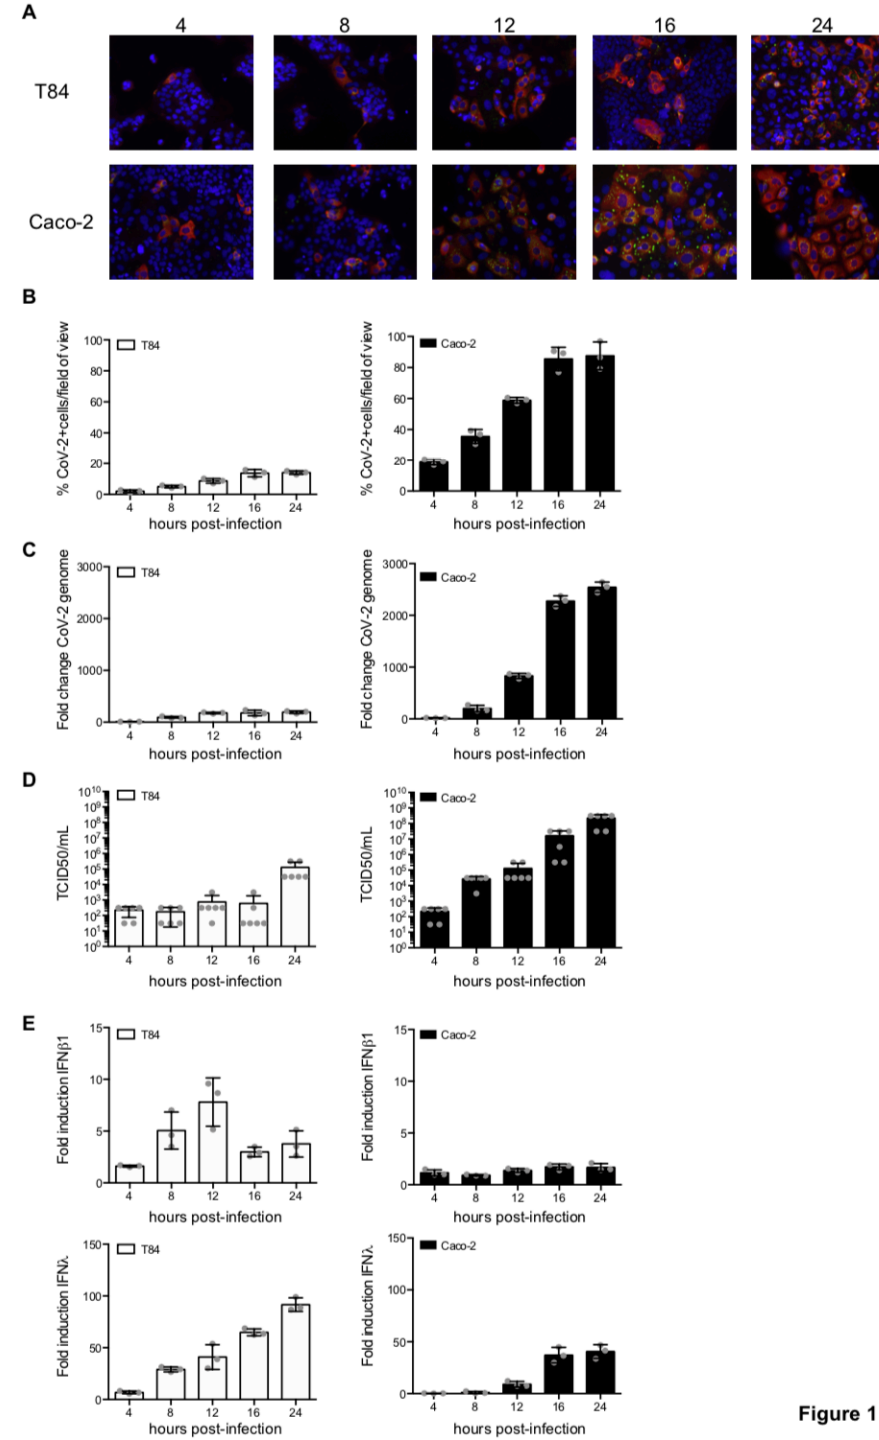 A
4 8 12 16 24
T84
Caco-2
B
% CoV-2+cells/field of view
100
80
60
40
20
0
T84
4 8 12 16 24
hours post-infection
% CoV-2+cells/field of view
100
80
60
40
20
0
Caco-2
4 8 12 16 24
hours post-infection
C
Fold change CoV-2 genome
3000
2000
1000
0
T84
4 8 12 16 24
hours post-infection
Fold change CoV-2 genome
3000
2000
1000
0
Caco-2
4 8 12 16 24
hours post-infection
D
TCID50/mL
10¹⁰
10⁹
10⁸
10⁷
10⁶
10⁵
10⁴
10³
10²
10¹
10⁰
T84
4 8 12 16 24
hours post-infection
TCID50/mL
10¹⁰
10⁹
10⁸
10⁷
10⁶
10⁵
10⁴
10³
10²
10¹
10⁰
Caco-2
4 8 12 16 24
hours post-infection
E
Fold induction IFNβ1
15
10
5
0
T84
4 8 12 16 24
hours post-infection
Fold induction IFNβ1
15
10
5
0
Caco-2
4 8 12 16 24
hours post-infection
Fold induction IFNλ
150
100
50
0
T84
4 8 12 16 24
hours post-infection
Fold induction IFNλ
150
100
50
0
Caco-2
4 8 12 16 24
hours post-infection
Figure 1